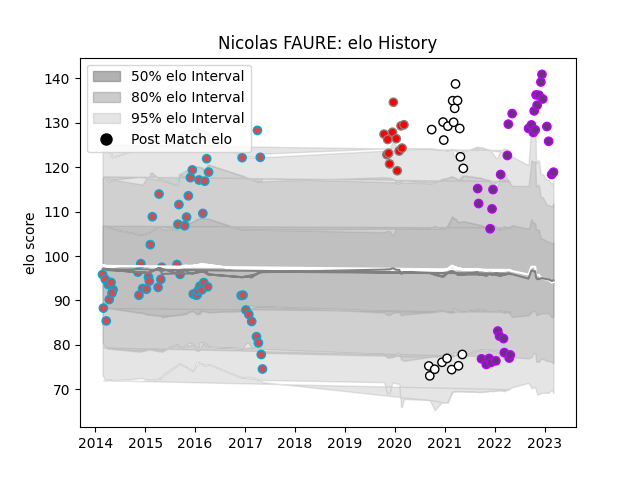 Nicolas FAURE: elo History
50% elo Interval
80% elo Interval
95% elo Interval
Post Match elo
elo score
140
130
120
110
100
90
80
70
2014 2015 2016 2017 2018 2019 2020 2021 2022 2023